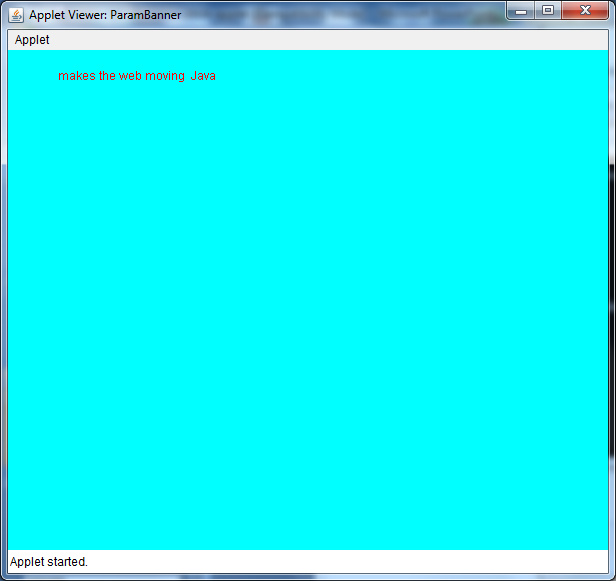 Applet Viewer: ParamBanner
Applet
makes the web moving  Java
Applet started.